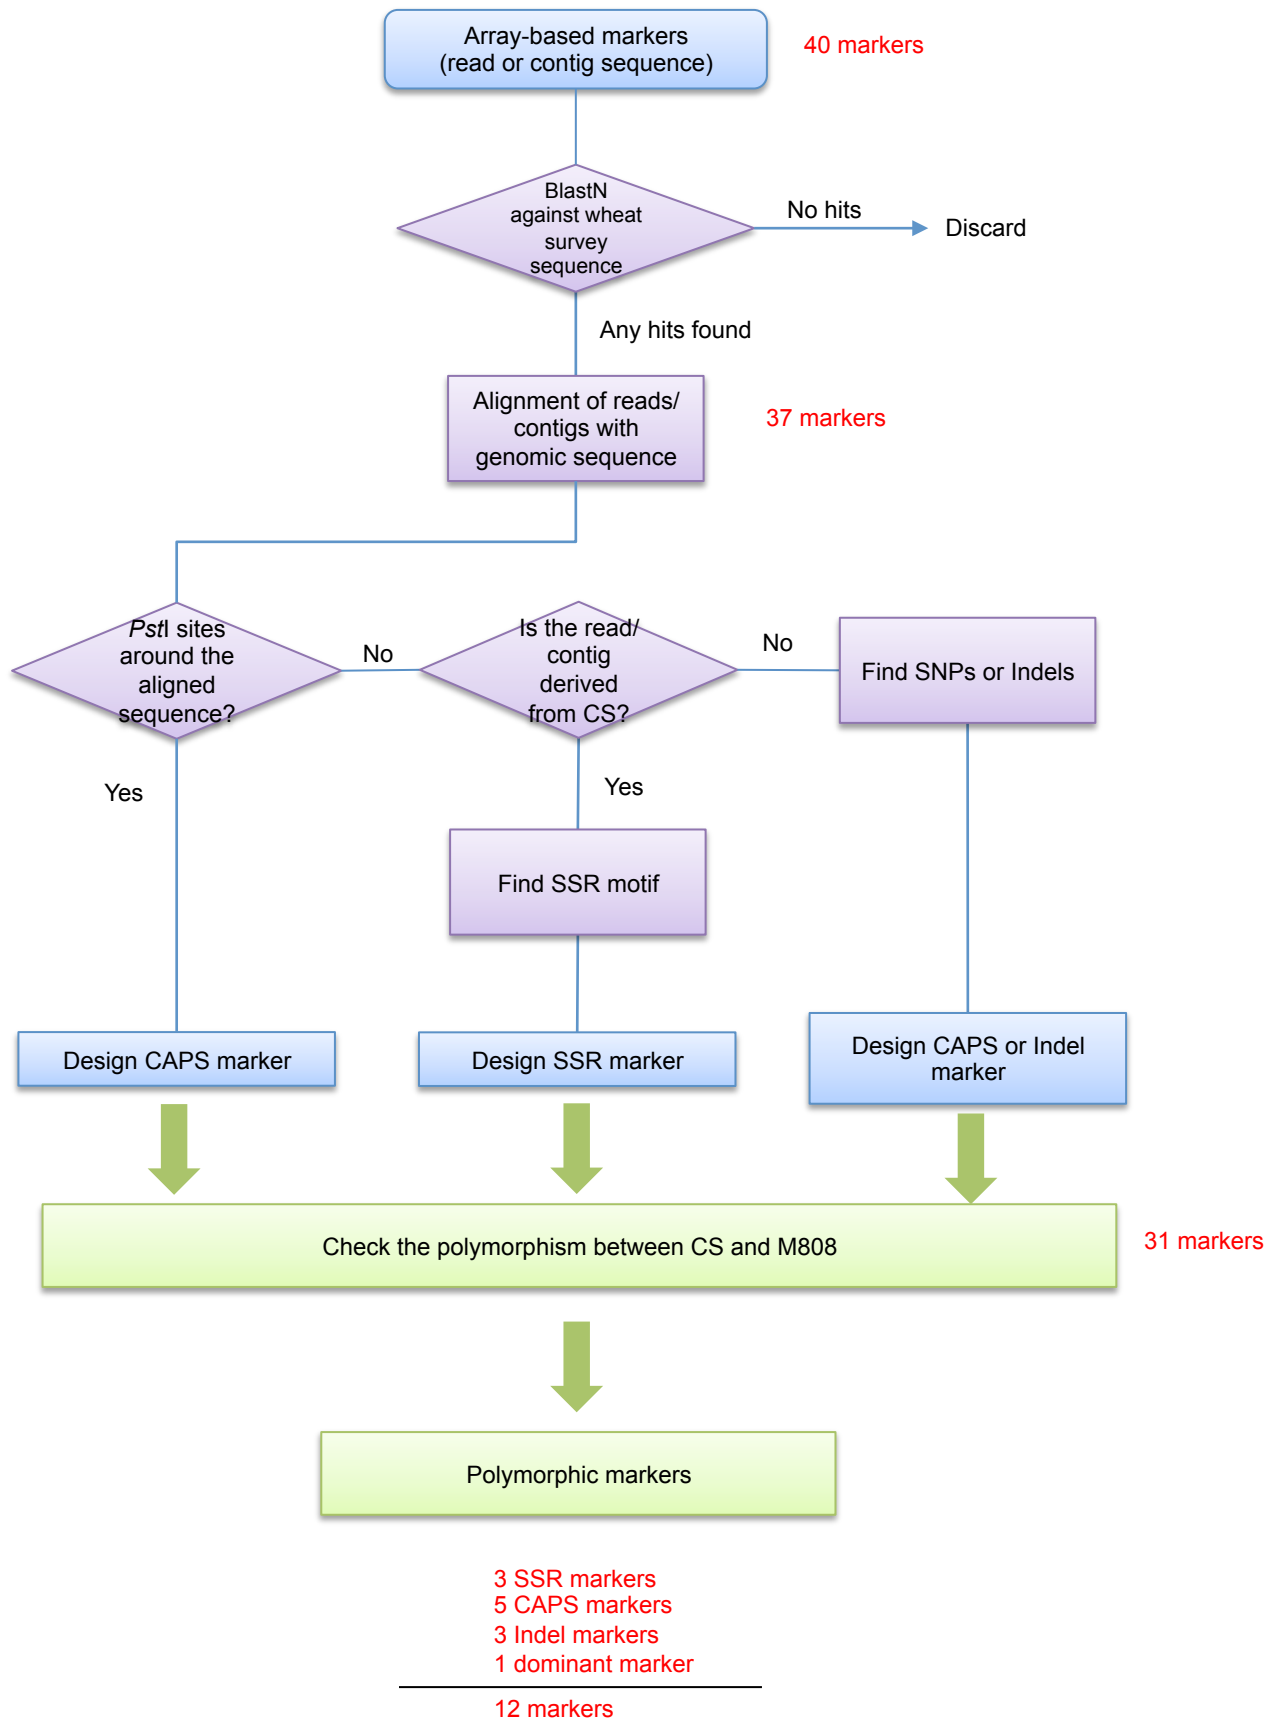 Array-based markers
(read or contig sequence)
40 markers
BlastN
against wheat
survey
sequence
No hits
Discard
Any hits found
Alignment of reads/
contigs with
genomic sequence
37 markers
PstI sites
around the
aligned
sequence?
No
Is the read/
contig
derived
from CS?
No
Find SNPs or Indels
Yes
Yes
Find SSR motif
Design CAPS marker
Design SSR marker
Design CAPS or Indel
marker
Check the polymorphism between CS and M808
31 markers
Polymorphic markers
3 SSR markers
5 CAPS markers
3 Indel markers
1 dominant marker
12 markers